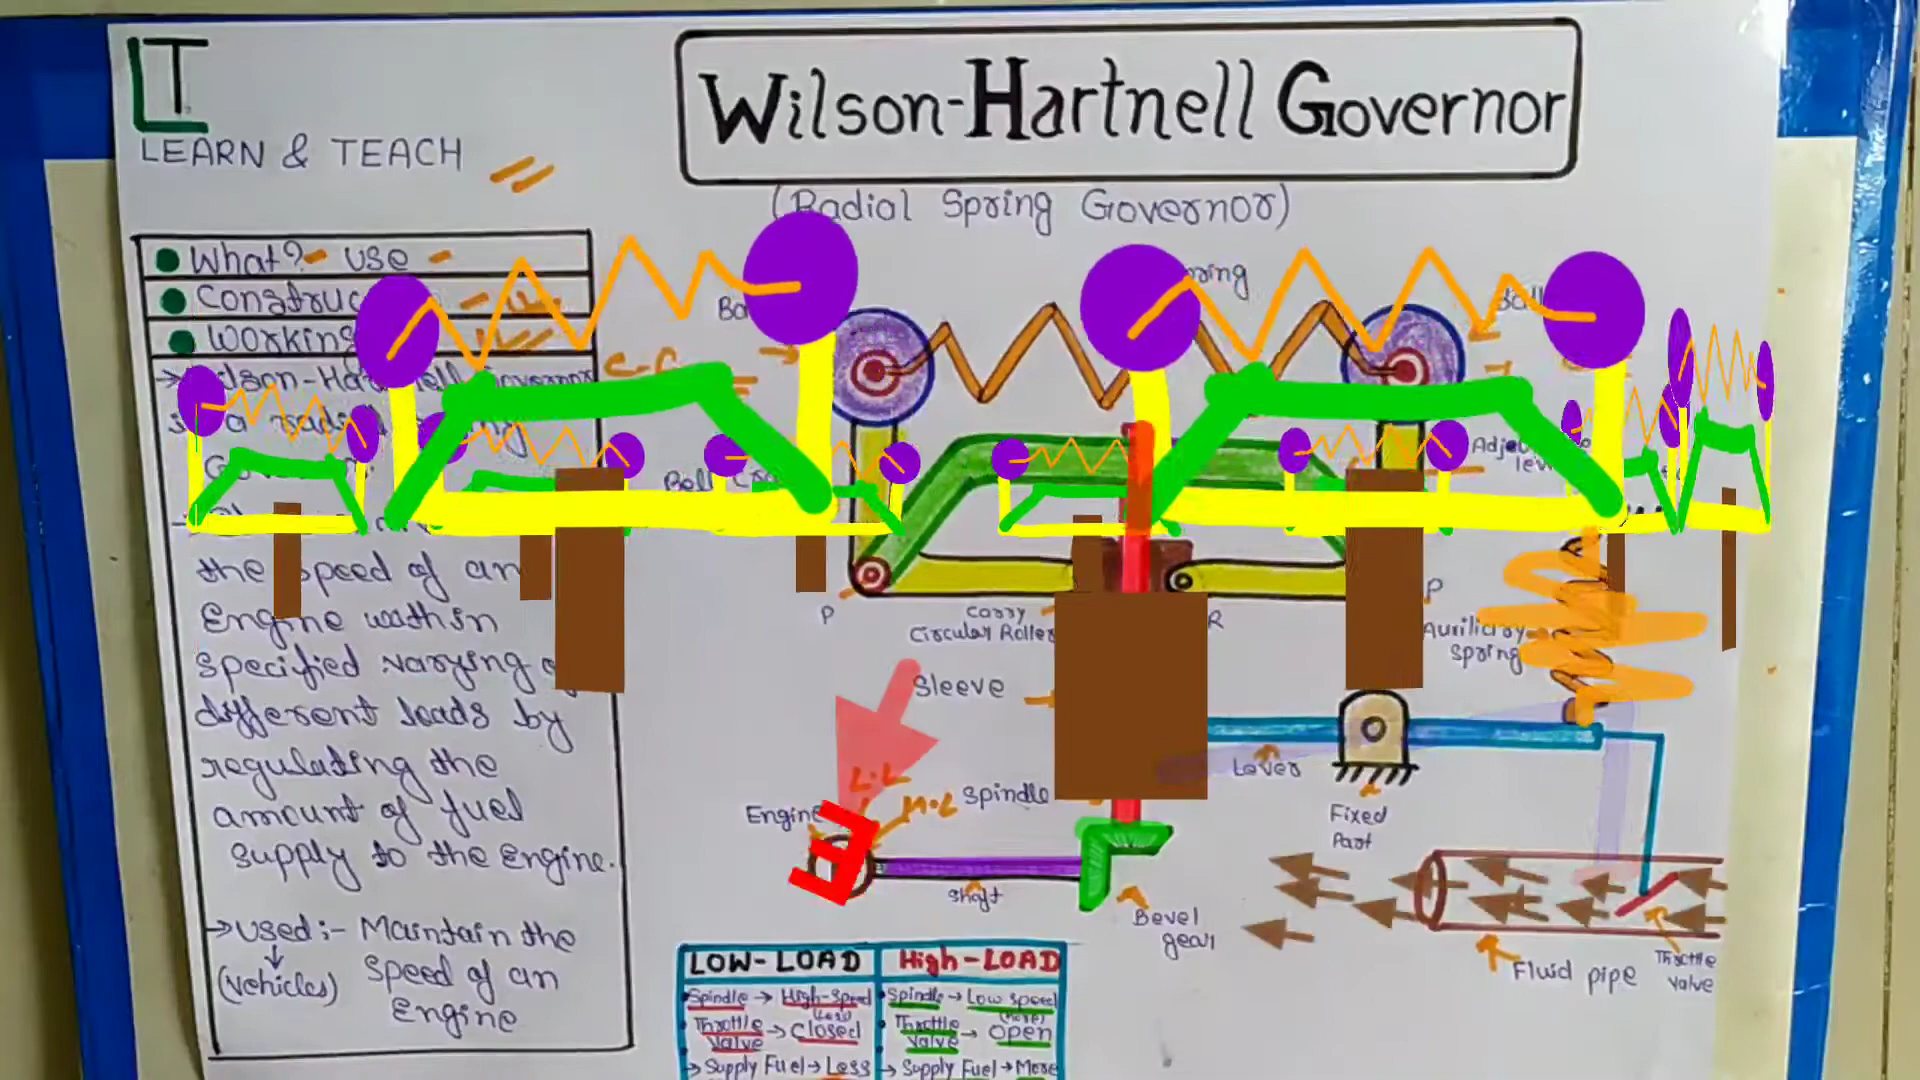 LT
LEARN & TEACH
Wilson-Hartnell Governor
(Radial Spring Governor)
What? use
Construc
Working
the speed of an
Engine within
specified varying
different loads by
regulating the
amount of fuel
supply to the Engine.
→ used :- Maintain the
(vehicles) speed of an
Engine
P
Carry
Circular Roller
R
P
Auxiliary
Spring
Sleeve
L.L
H.L
Engine
Spindle
Shaft
Lever
Fixed
Part
Bevel
gear
Fluid pipe
Throttle
Valve
LOW-LOAD High-LOAD
Spindle → High-Speed Spindle → Low speed
(Less) (More)
Throttle Valve → Closed Throttle Valve → Open
→ Supply Fuel → Less → Supply Fuel → More